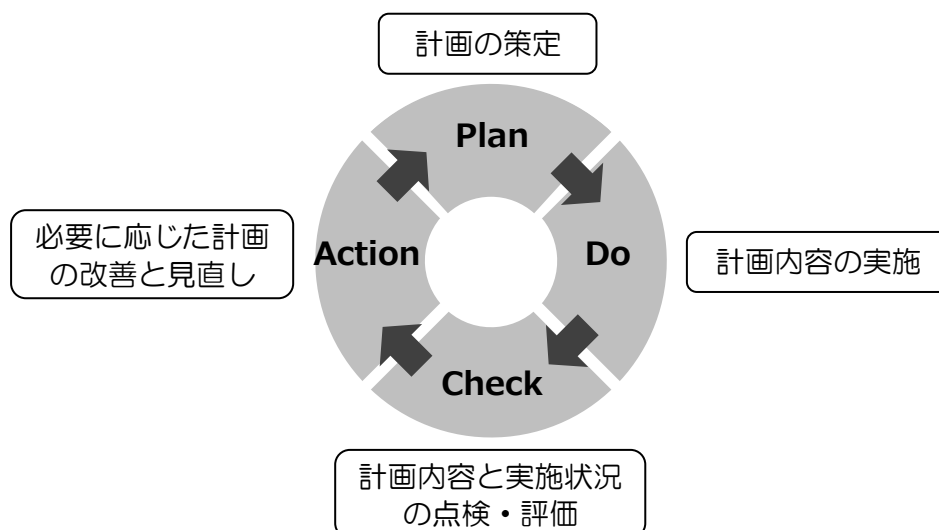 計画の策定
Plan
必要に応じた計画
の改善と見直し
Action
Do
計画内容の実施
Check
計画内容と実施状況
の点検・評価